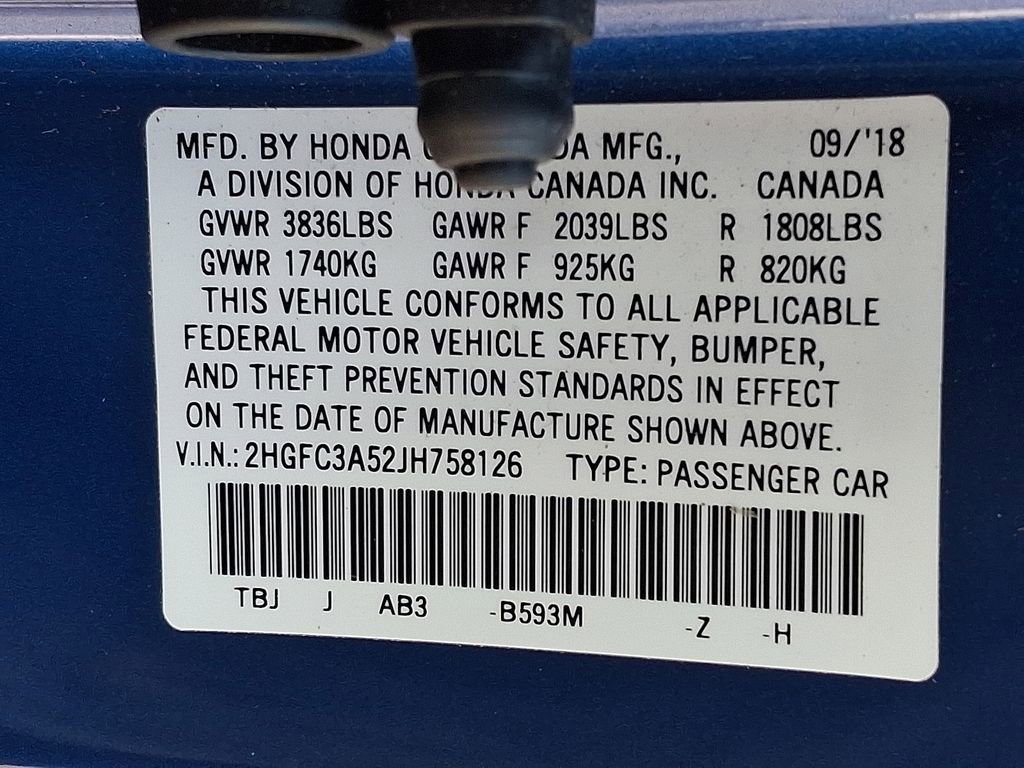 MFD. BY HONDA DA MFG., 09/'18
A DIVISION OF HONDA CANADA INC. CANADA
GVWR 3836LBS GAWR F 2039LBS R 1808LBS
GVWR 1740KG GAWR F 925KG R 820KG
THIS VEHICLE CONFORMS TO ALL APPLICABLE
FEDERAL MOTOR VEHICLE SAFETY, BUMPER,
AND THEFT PREVENTION STANDARDS IN EFFECT
ON THE DATE OF MANUFACTURE SHOWN ABOVE.
V.I.N.: 2HGFC3A52JH758126 TYPE: PASSENGER CAR
TBJ J AB3 -B593M -Z -H